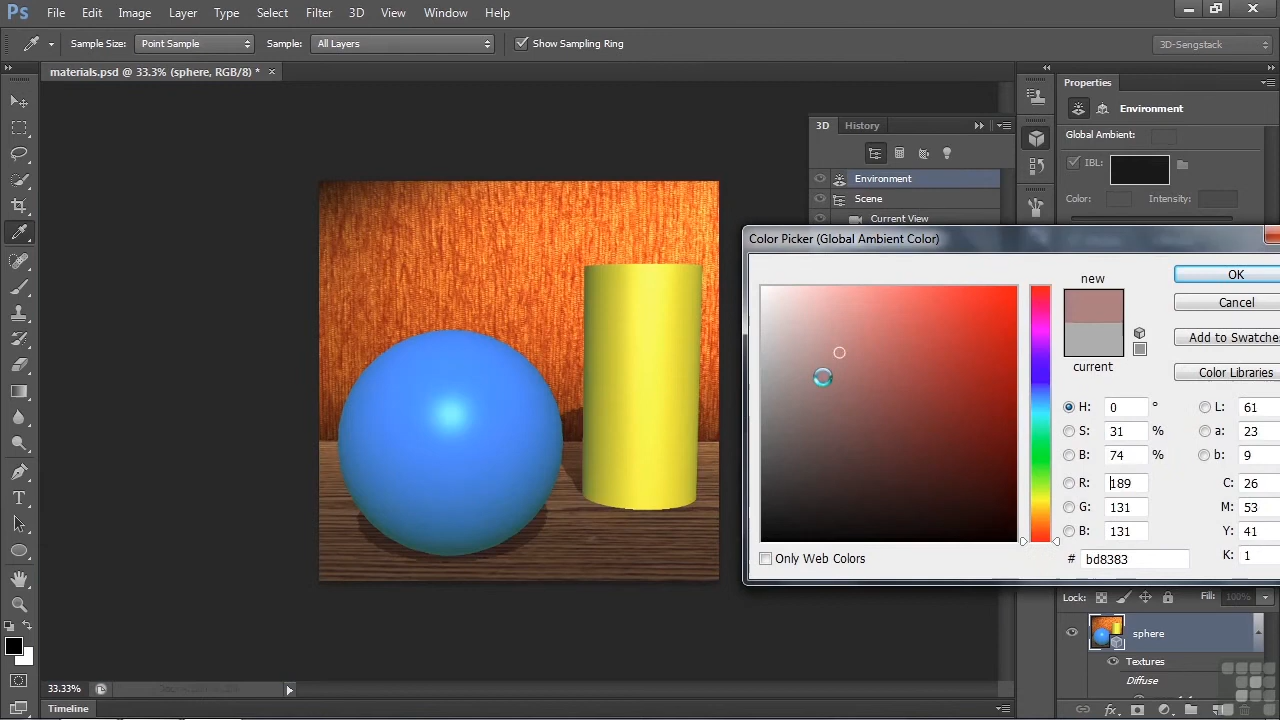 Ps File Edit Image Layer Type Select Filter 3D View Window Help
Sample Size: Point Sample Sample: All Layers Show Sampling Ring 3D-Sengstack
materials.psd @ 33.3% (sphere, RGB/8) * ×
Properties
Environment
Global Ambient:
IBL:
Color: Intensity:
3D History
Environment
Scene
Current View
Color Picker (Global Ambient Color)
new
current
OK
Cancel
Add to Swatches
Color Libraries
H: 0 ° L: 61
S: 31 % a: 23
B: 74 % b: 9
R: 189 C: 26
G: 131 M: 53
B: 131 Y: 41
# bd8383 K: 1
Only Web Colors
Lock: Fill: 100%
sphere
Textures
Diffuse
T
33.33%
Timeline
fx